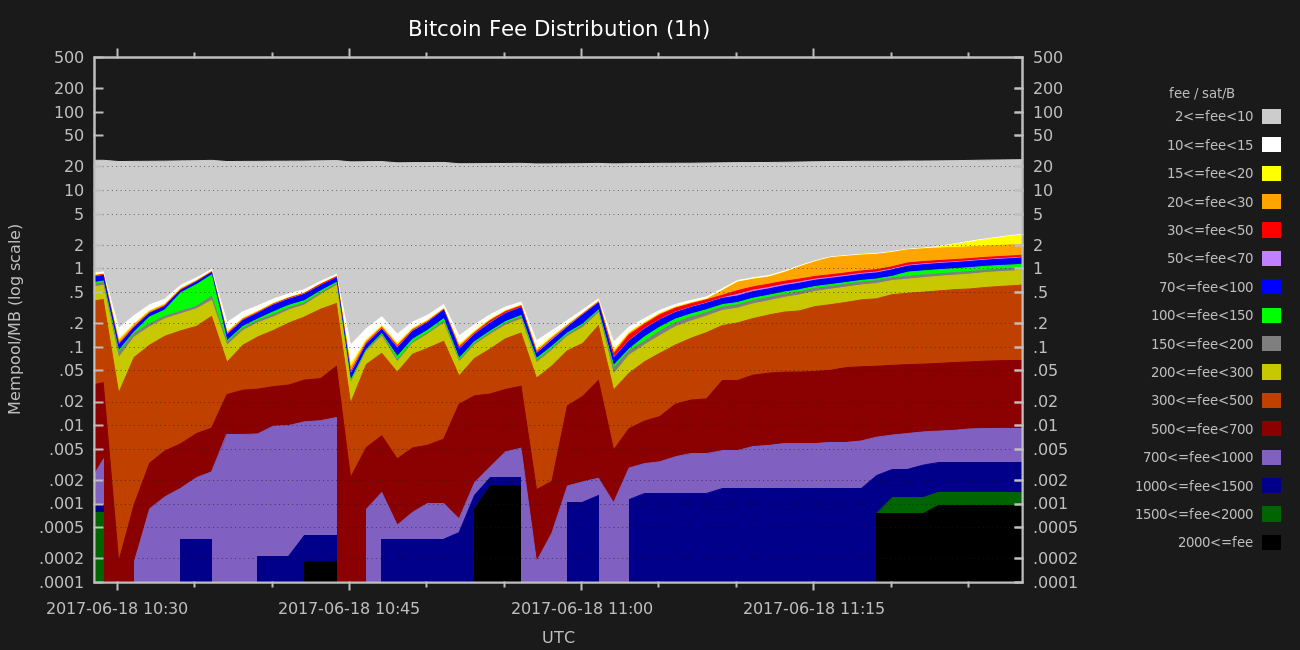 Bitcoin Fee Distribution (1h)
500
200
100
50
20
10
5
2
1
.5
.2
.1
.05
.02
.01
.005
.002
.001
.0005
.0002
.0001
Mempool/MB (log scale)
500
200
100
50
20
10
5
2
1
.5
.2
.1
.05
.02
.01
.005
.002
.001
.0005
.0002
.0001
2017-06-18 10:30 2017-06-18 10:45 2017-06-18 11:00 2017-06-18 11:15
UTC
fee / sat/B
2<=fee<10
10<=fee<15
15<=fee<20
20<=fee<30
30<=fee<50
50<=fee<70
70<=fee<100
100<=fee<150
150<=fee<200
200<=fee<300
300<=fee<500
500<=fee<700
700<=fee<1000
1000<=fee<1500
1500<=fee<2000
2000<=fee